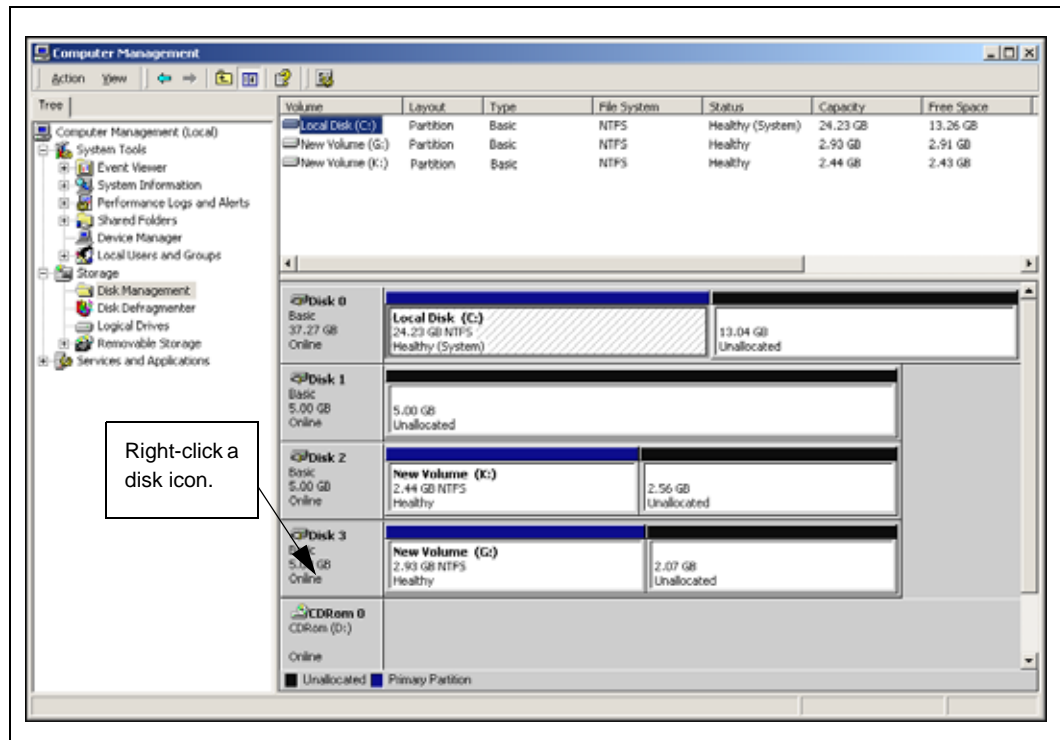 Computer Management
Action View
Tree
Computer Management (Local)
System Tools
Event Viewer
System Information
Performance Logs and Alerts
Shared Folders
Device Manager
Local Users and Groups
Storage
Disk Management
Disk Defragmenter
Logical Drives
Removable Storage
Services and Applications
Volume Layout Type File System Status Capacity Free Space
Local Disk (C:) Partition Basic NTFS Healthy (System) 24.23 GB 13.26 GB
New Volume (G:) Partition Basic NTFS Healthy 2.93 GB 2.91 GB
New Volume (K:) Partition Basic NTFS Healthy 2.44 GB 2.43 GB
Disk 0
Basic
37.27 GB
Online
Local Disk (C:)
24.23 GB NTFS
Healthy (System)
13.04 GB
Unallocated
Disk 1
Basic
5.00 GB
Online
5.00 GB
Unallocated
Disk 2
Basic
5.00 GB
Online
New Volume (K:)
2.44 GB NTFS
Healthy
2.56 GB
Unallocated
Disk 3
GB
Online
New Volume (G:)
2.93 GB NTFS
Healthy
2.07 GB
Unallocated
CDRom 0
CDRom (D:)
Online
Unallocated Primary Partition
Right-click a
disk icon.